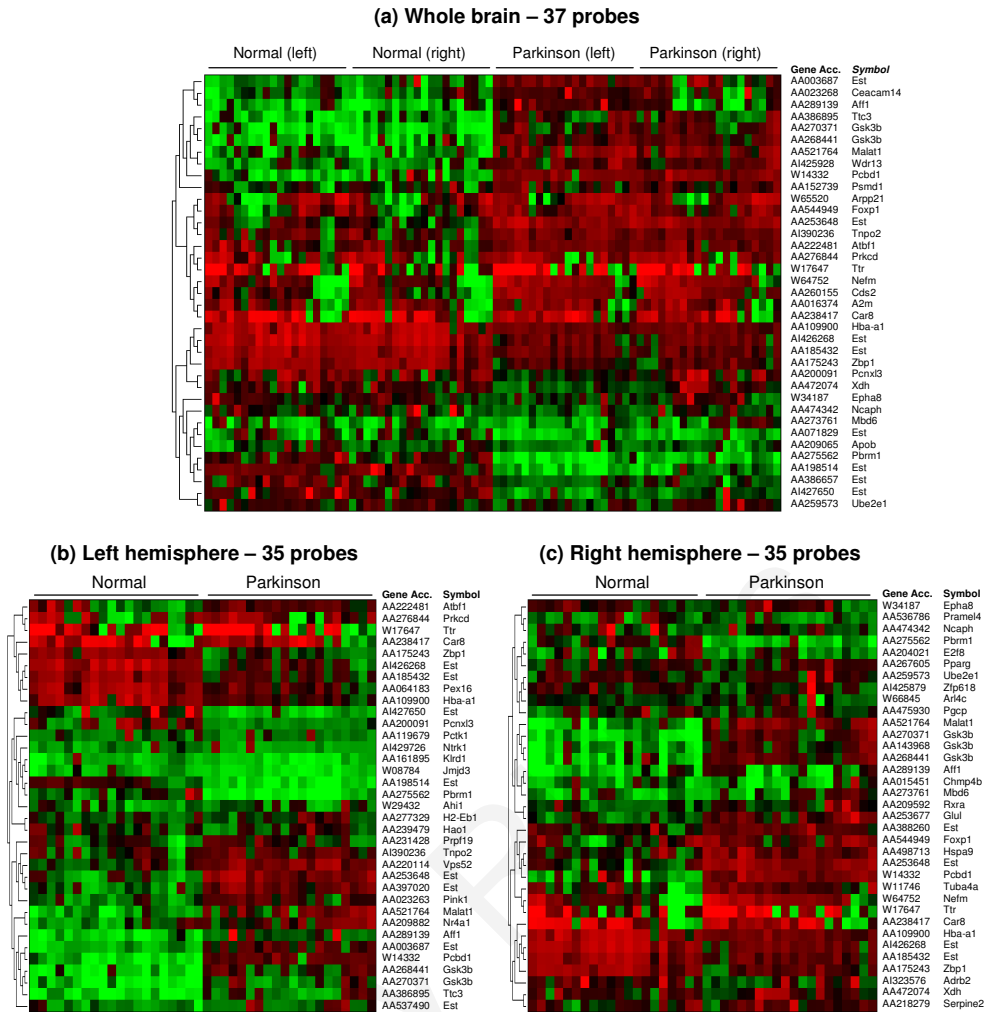 (a) Whole brain – 37 probes
Normal (left) Normal (right) Parkinson (left) Parkinson (right)
Gene Acc. Symbol
AA003687 Est
AA023268 Ceacam14
AA289139 Aff1
AA386895 Ttc3
AA270371 Gsk3b
AA268441 Gsk3b
AA521764 Malat1
AI425928 Wdr13
W14332 Pcbd1
AA152739 Psmd1
W65520 Arpp21
AA544949 Foxp1
AA253648 Est
AI390236 Tnpo2
AA222481 Atbf1
AA276844 Prkcd
W17647 Ttr
W64752 Nefm
AA260155 Cds2
AA016374 A2m
AA238417 Car8
AA109900 Hba-a1
AI426268 Est
AA185432 Est
AA175243 Zbp1
AA200091 Pcnxl3
AA472074 Xdh
W34187 Epha8
AA474342 Ncaph
AA273761 Mbd6
AA071829 Est
AA209065 Apob
AA275562 Pbrm1
AA198514 Est
AA386657 Est
AI427650 Est
AA259573 Ube2e1
(b) Left hemisphere – 35 probes
Normal Parkinson
Gene Acc. Symbol
AA222481 Atbf1
AA276844 Prkcd
W17647 Ttr
AA238417 Car8
AA175243 Zbp1
AI426268 Est
AA185432 Est
AA064183 Pex16
AA109900 Hba-a1
AI427650 Est
AA200091 Pcnxl3
AA119679 Pctk1
AI429726 Ntrk1
AA161895 Klrd1
W08784 Jmjd3
AA198514 Est
AA275562 Pbrm1
W29432 Ahi1
AA277329 H2-Eb1
AA239479 Hao1
AA231428 Prpf19
AI390236 Tnpo2
AA220114 Vps52
AA253648 Est
AA397020 Est
AA023263 Pink1
AA521764 Malat1
AA209882 Nr4a1
AA289139 Aff1
AA003687 Est
W14332 Pcbd1
AA268441 Gsk3b
AA270371 Gsk3b
AA386895 Ttc3
AA537490 Est
(c) Right hemisphere – 35 probes
Normal Parkinson
Gene Acc. Symbol
W34187 Epha8
AA536786 Pramel4
AA474342 Ncaph
AA275562 Pbrm1
AA204021 E2f8
AA267605 Pparg
AA259573 Ube2e1
AI425879 Zfp618
W66845 Arl4c
AA475930 Pgcp
AA521764 Malat1
AA270371 Gsk3b
AA143968 Gsk3b
AA268441 Gsk3b
AA289139 Aff1
AA015451 Chmp4b
AA273761 Mbd6
AA209592 Rxra
AA253677 Glul
AA388260 Est
AA544949 Foxp1
AA498713 Hspa9
AA253648 Est
W14332 Pcbd1
W11746 Tuba4a
W64752 Nefm
W17647 Ttr
AA238417 Car8
AA109900 Hba-a1
AI426268 Est
AA185432 Est
AA175243 Zbp1
AI323576 Adrb2
AA472074 Xdh
AA218279 Serpine2